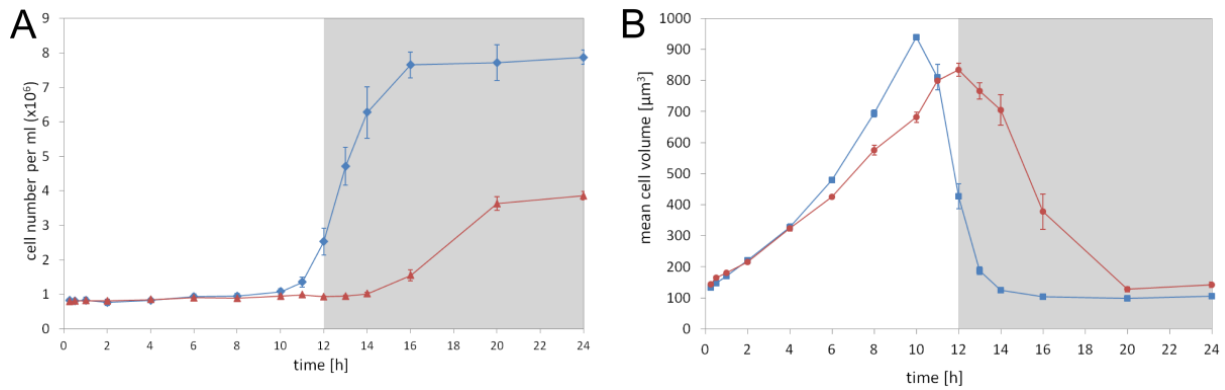 A
cell number per ml (x10⁶)
9
8
7
6
5
4
3
2
1
0
0 2 4 6 8 10 12 14 16 18 20 22 24
time [h]
B
mean cell volume [µm³]
1000
900
800
700
600
500
400
300
200
100
0
0 2 4 6 8 10 12 14 16 18 20 22 24
time [h]